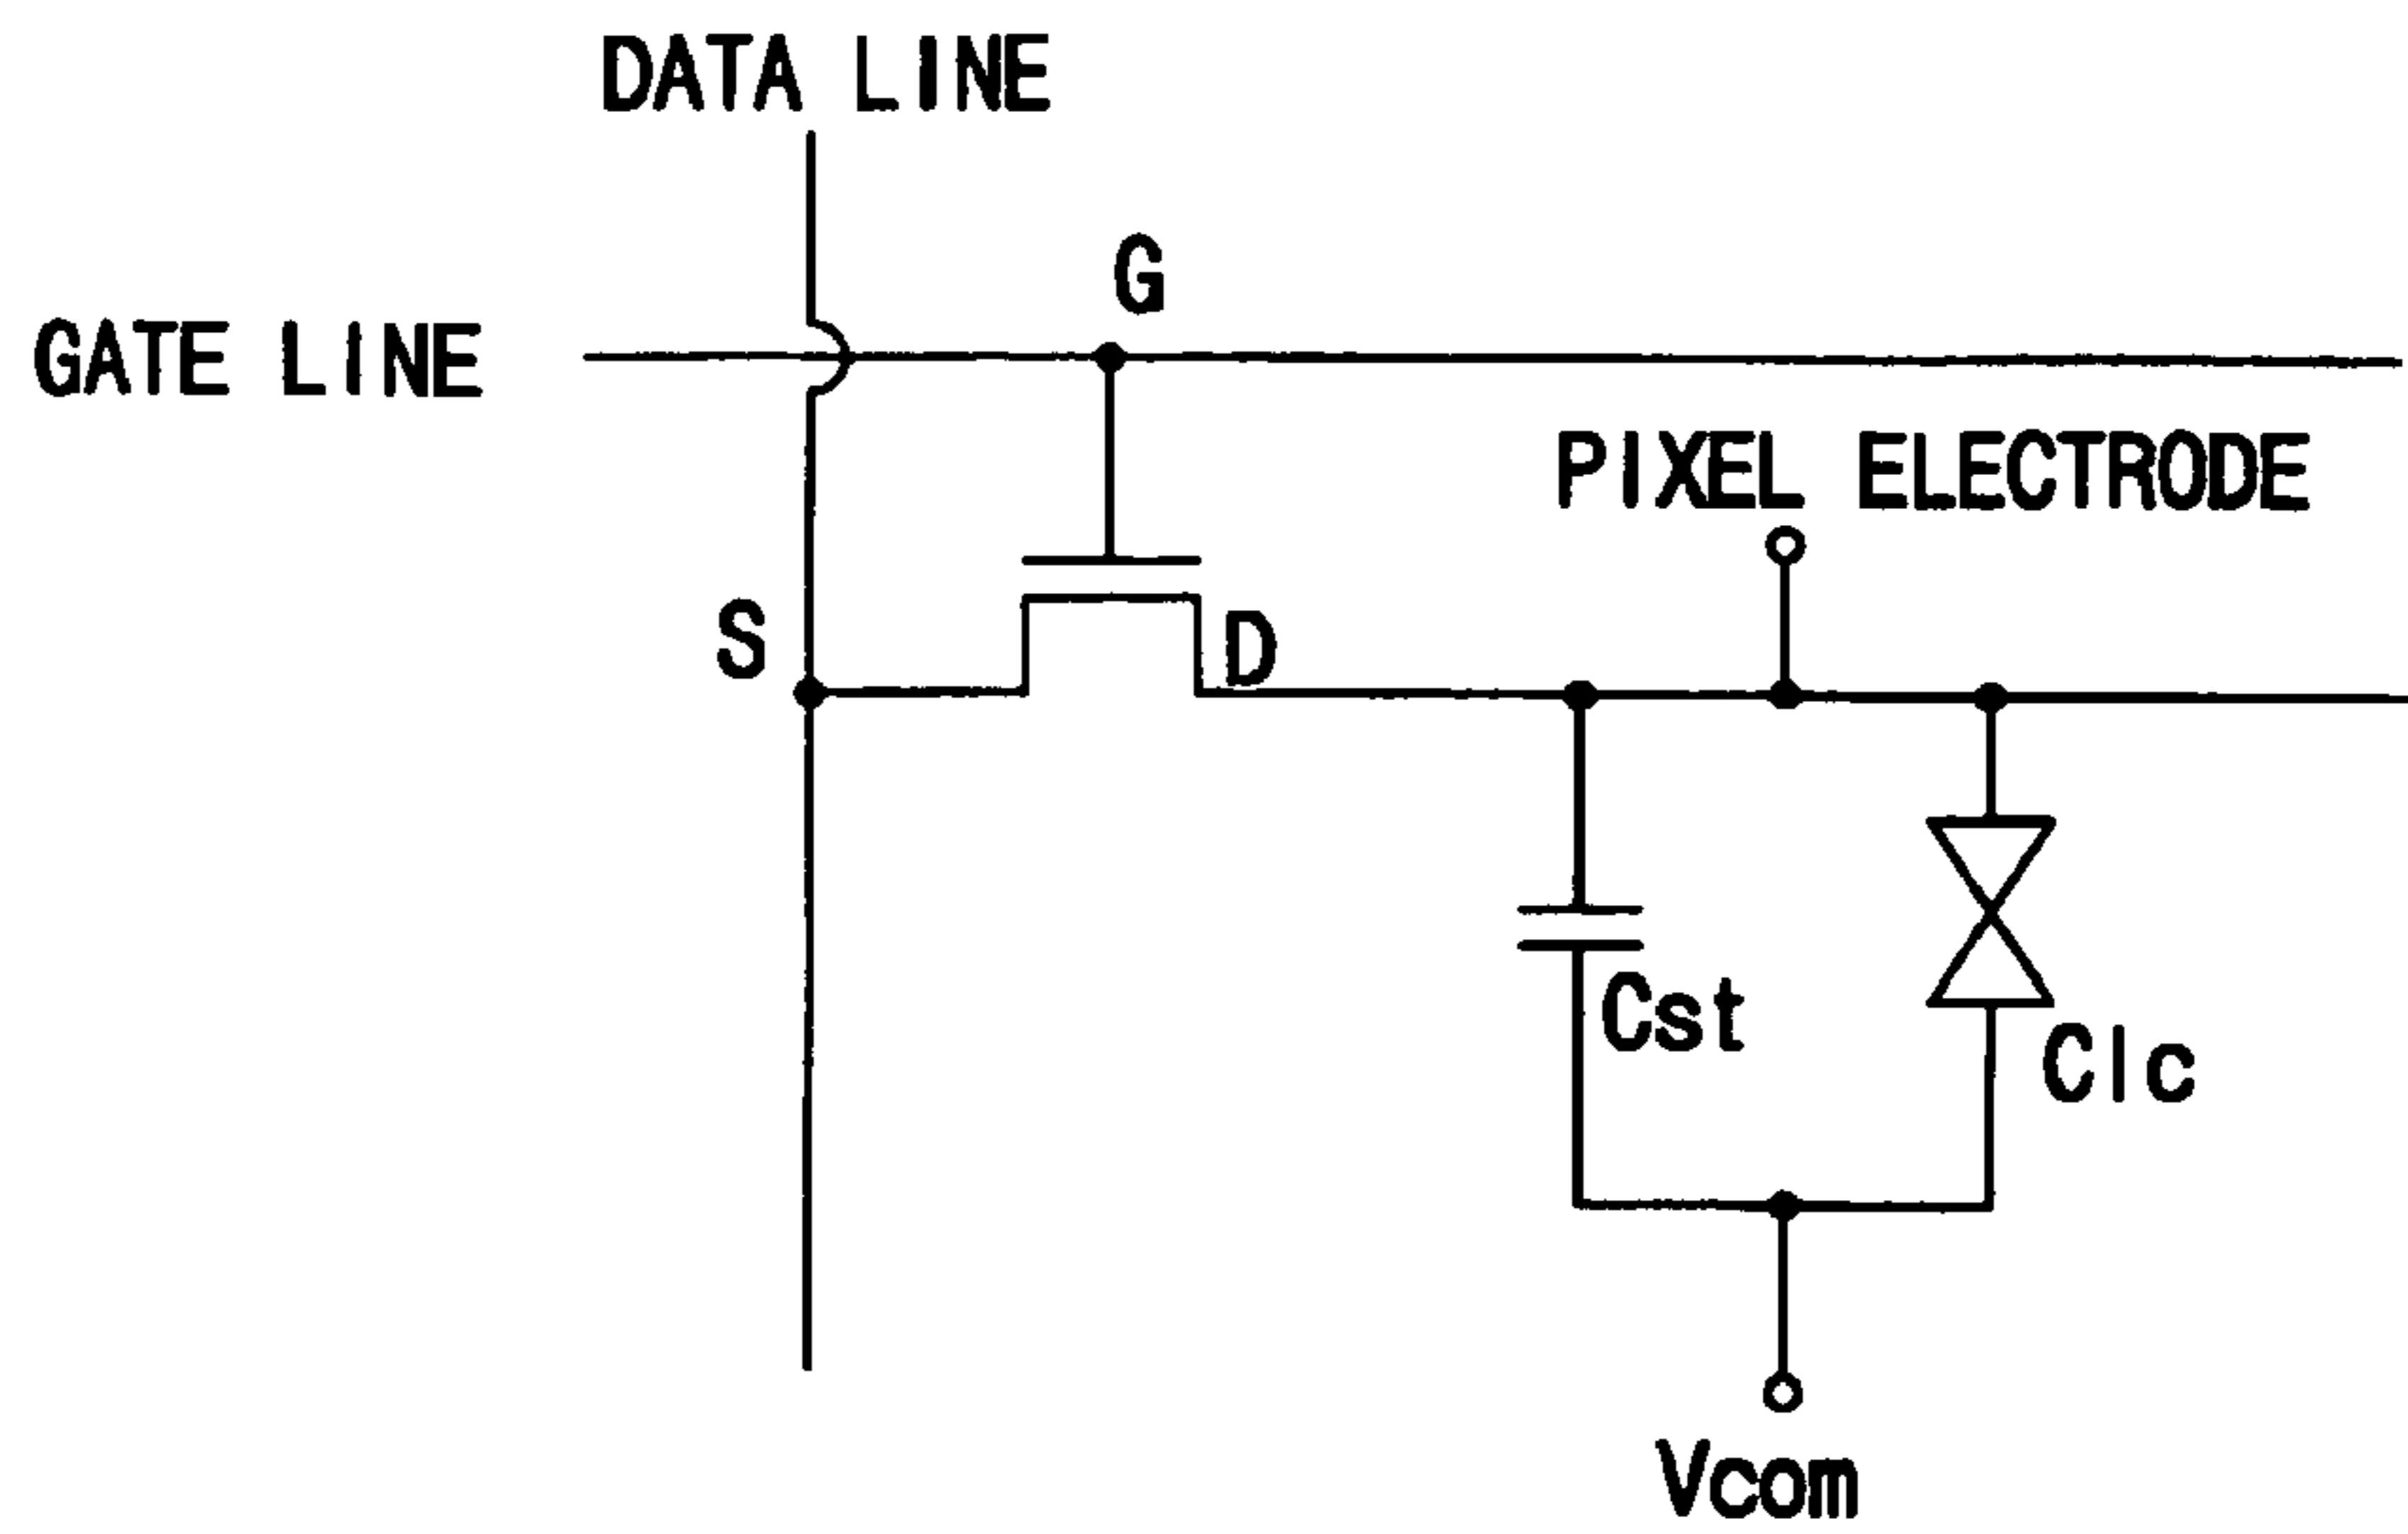 DATA LINE
G
GATE LINE
PIXEL ELECTRODE
S
D
Cst
Clc
Vcom